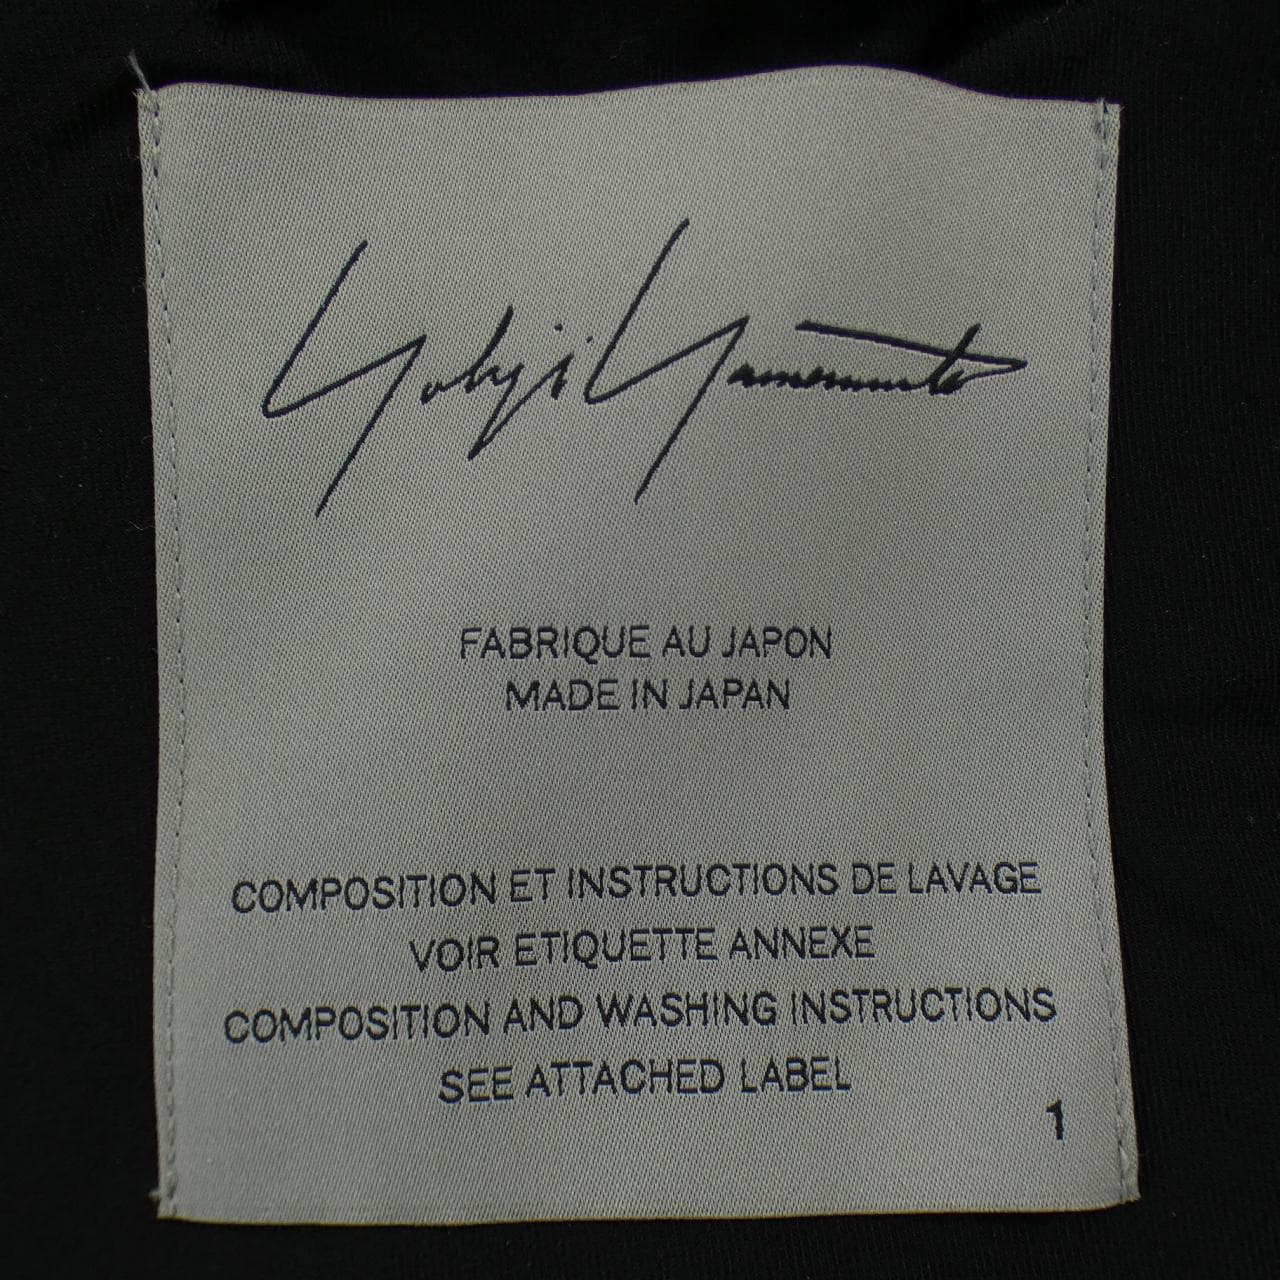 Yohji Yamamoto
FABRIQUE AU JAPON
MADE IN JAPAN
COMPOSITION ET INSTRUCTIONS DE LAVAGE
VOIR ETIQUETTE ANNEXE
COMPOSITION AND WASHING INSTRUCTIONS
SEE ATTACHED LABEL
1